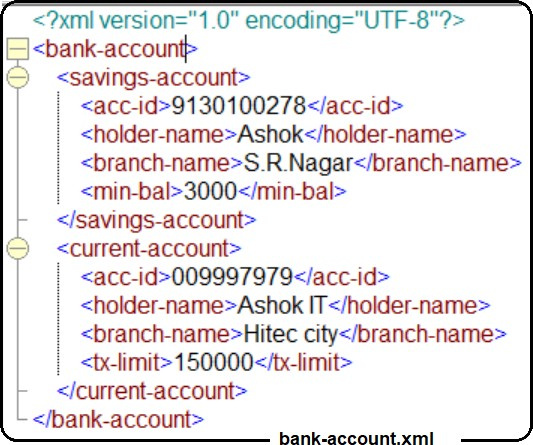 <?xml version="1.0" encoding="UTF-8"?>
<bank-account>
<savings-account>
<acc-id>9130100278</acc-id>
<holder-name>Ashok</holder-name>
<branch-name>S.R.Nagar</branch-name>
<min-bal>3000</min-bal>
</savings-account>
<current-account>
<acc-id>009997979</acc-id>
<holder-name>Ashok IT</holder-name>
<branch-name>Hitec city</branch-name>
<tx-limit>150000</tx-limit>
</current-account>
</bank-account>
bank-account.xml